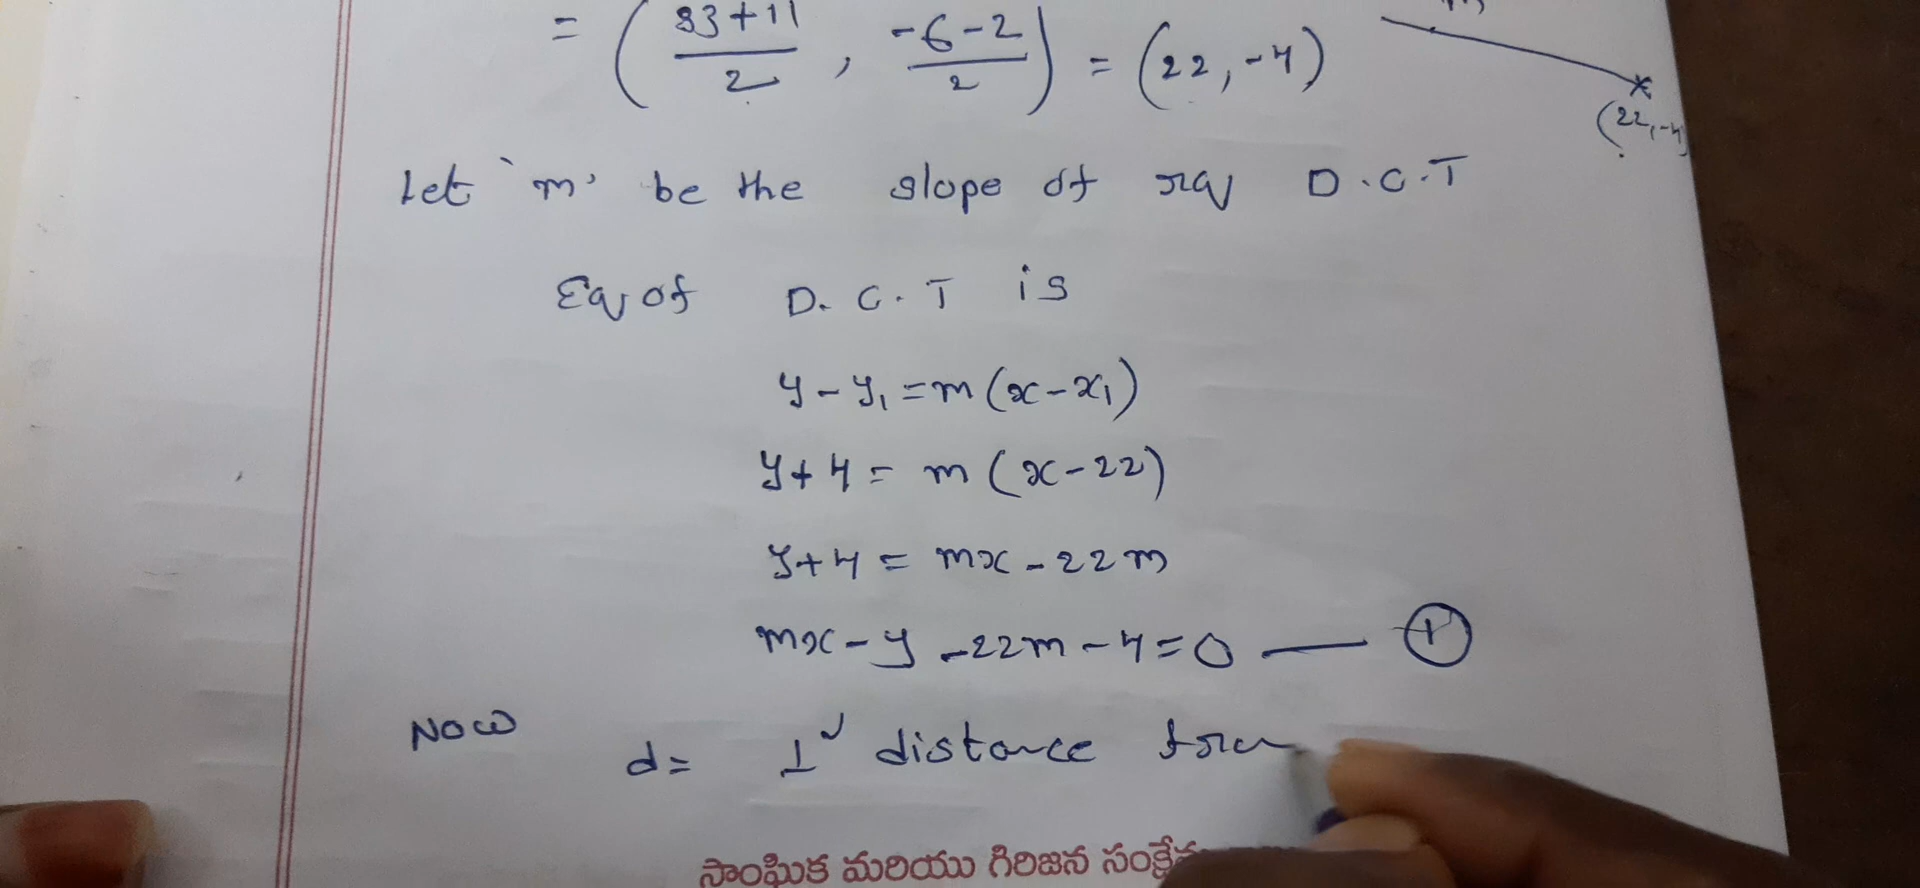 = ( 33+11 / 2 , -6-2 / 2 ) = (22, -4)
(22, -4)
Let 'm' be the slope of req D.C.T
Eq of D.C.T is
y - y₁ = m(x - x₁)
y + 4 = m(x - 22)
y + 4 = mx - 22m
mx - y - 22m - 4 = 0 — ①
Now d = ⊥r distance from
సాంఘిక మరియు గిరిజన